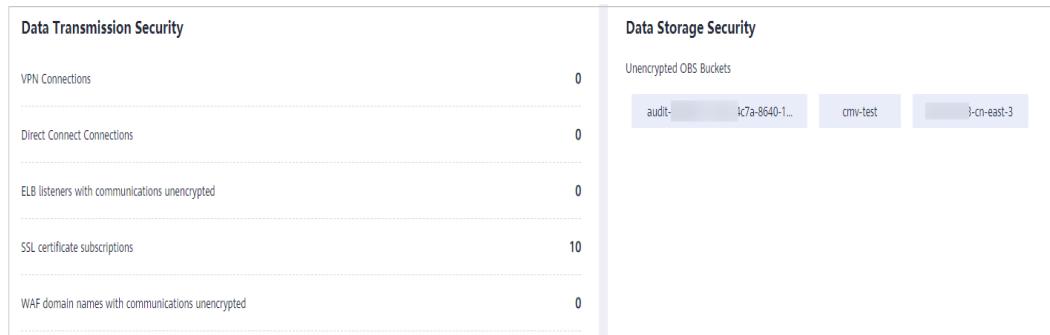 Data Transmission Security
VPN Connections 0
Direct Connect Connections 0
ELB listeners with communications unencrypted 0
SSL certificate subscriptions 10
WAF domain names with communications unencrypted 0
Data Storage Security
Unencrypted OBS Buckets
audit- 4c7a-8640-1... cmv-test 3-cn-east-3